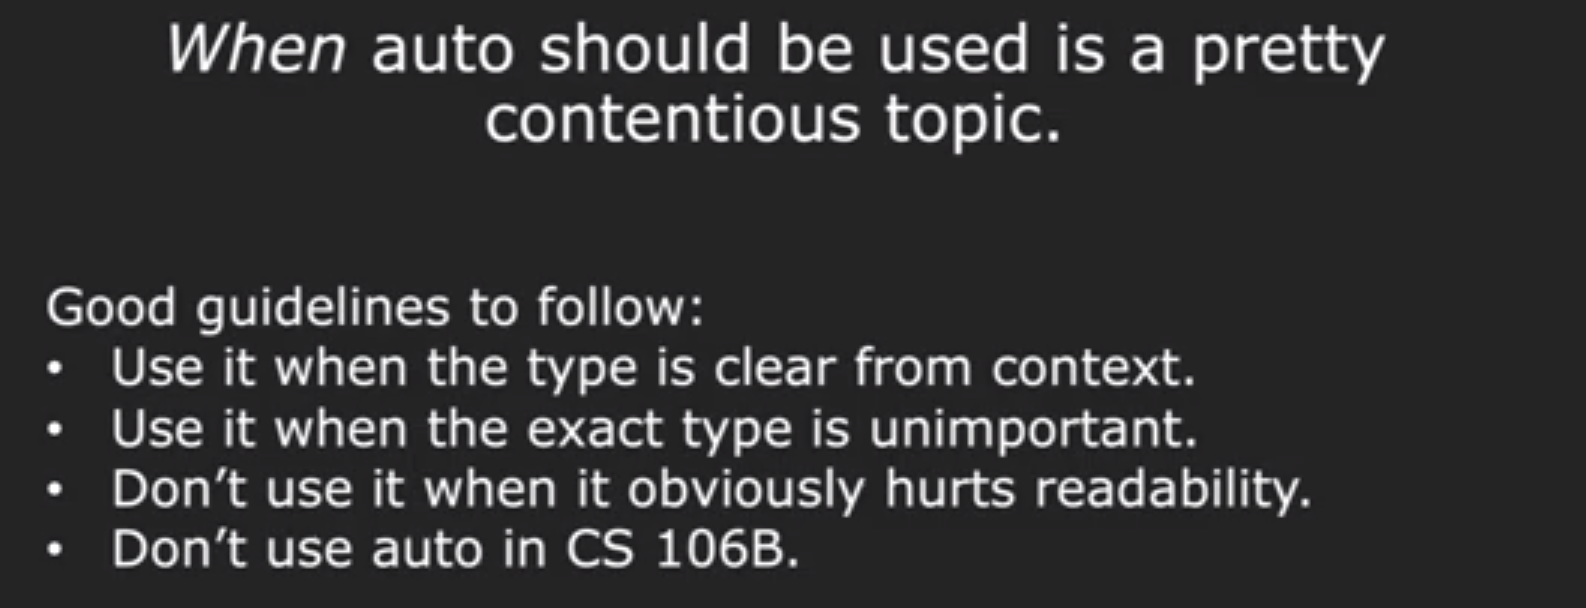 When auto should be used is a pretty
contentious topic.
Good guidelines to follow:
• Use it when the type is clear from context.
• Use it when the exact type is unimportant.
• Don’t use it when it obviously hurts readability.
• Don’t use auto in CS 106B.